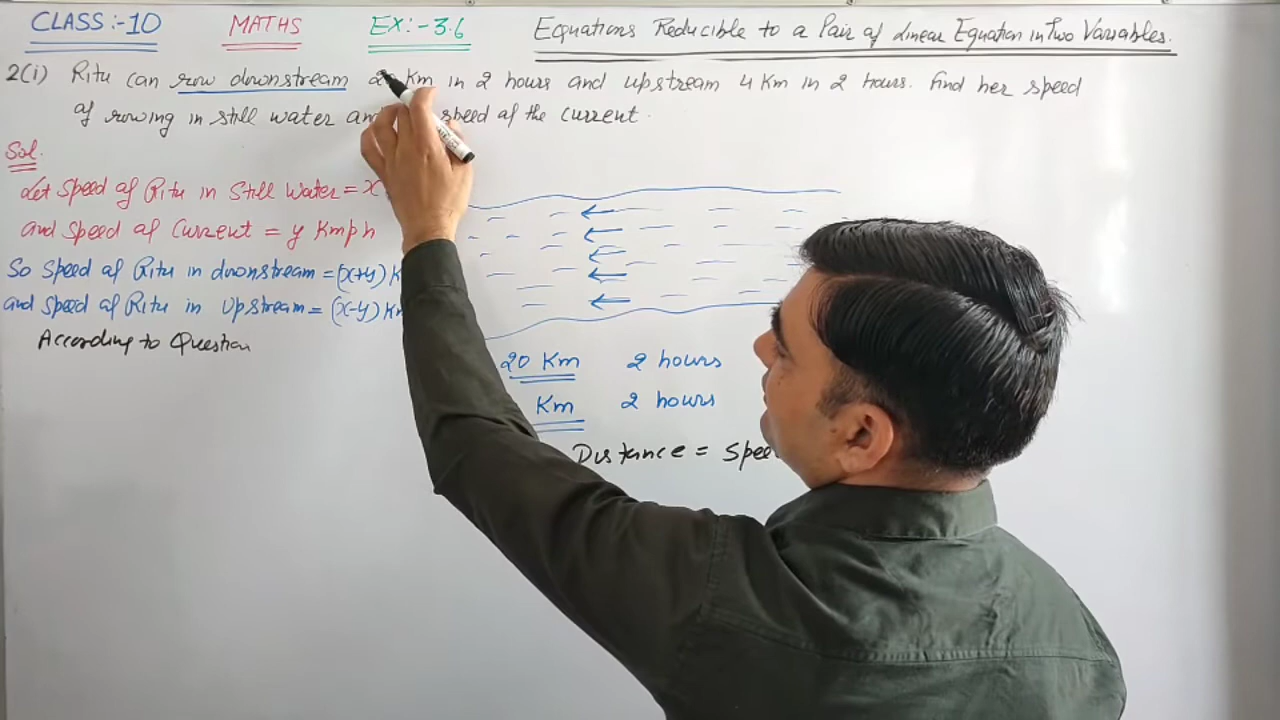 CLASS:-10 MATHS EX:-3.6 Equations Reducible to a Pair of Linear Equation in Two Variables.
2(i) Ritu can row downstream 20 Km in 2 hours and upstream 4 Km in 2 hours. Find her speed
of rowing in still water and speed of the current.
Sol.
Let Speed of Ritu in Still Water = x
and Speed of Current = y Kmph
So Speed of Ritu in downstream = (x+y) K
and Speed of Ritu in Upstream = (x-y) Km
According to Question
20 Km 2 hours
Km 2 hours
Distance = Speed